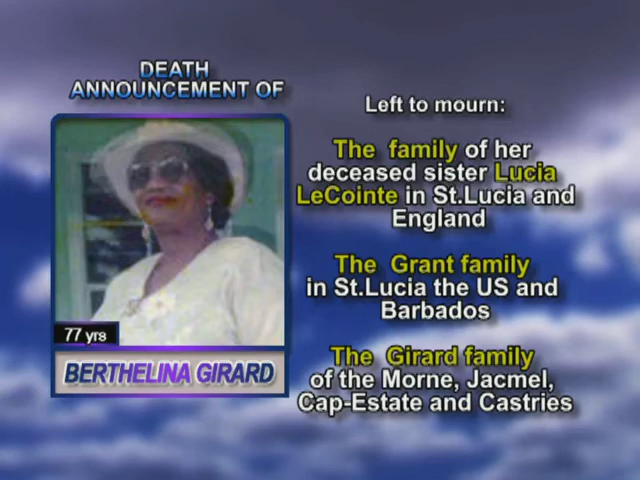 DEATH
ANNOUNCEMENT OF
77 yrs
BERTHELINA GIRARD
Left to mourn:
The family of her
deceased sister Lucia
LeCointe in St.Lucia and
England
The Grant family
in St.Lucia the US and
Barbados
The Girard family
of the Morne, Jacmel,
Cap-Estate and Castries